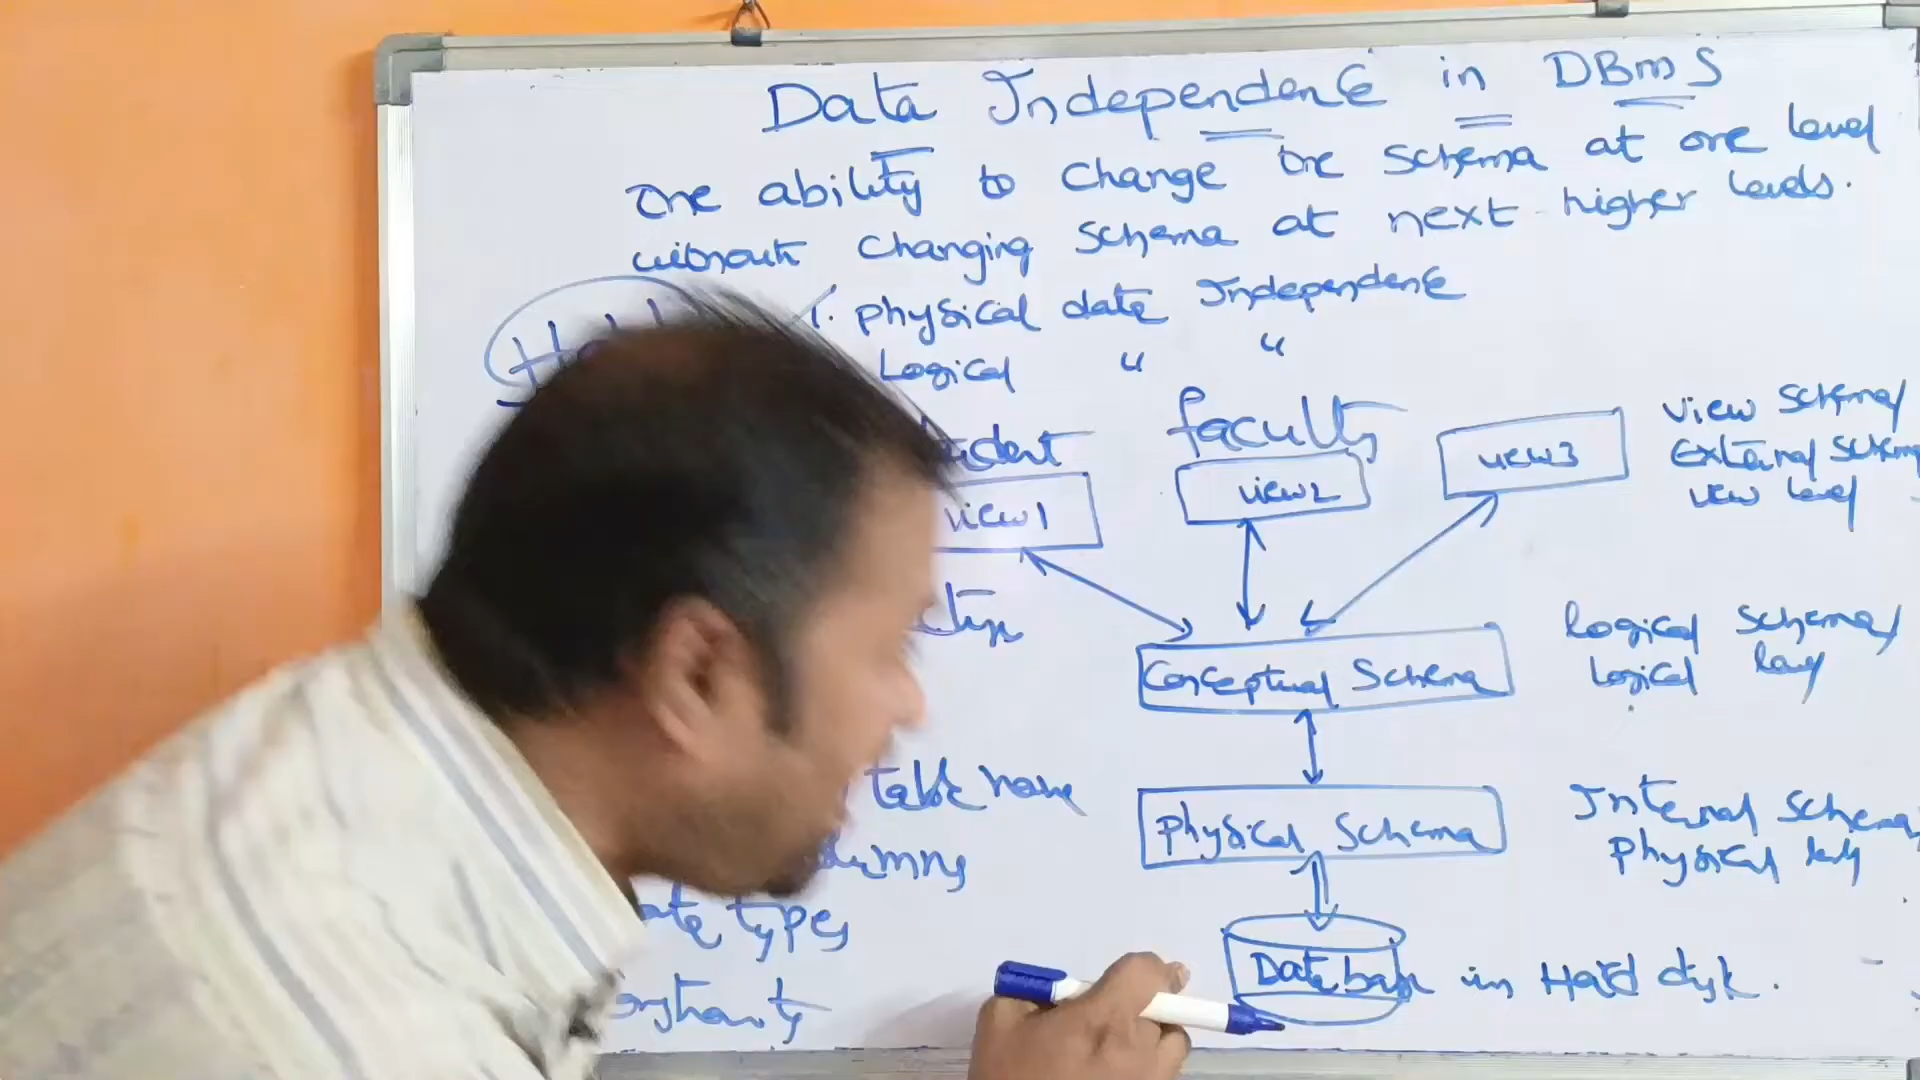 Data Independence in DBMS
The ability to change the schema at one level
without changing schema at next higher levels.
1. physical data Independence
Logical " "
faculty
view1
view2
view3
view schema/
External schema
view level
Conceptual Schema
Logical Schema/
Logical
Physical Schema
Internal Schema/
Physical
table name
types
Database in Hard disk.